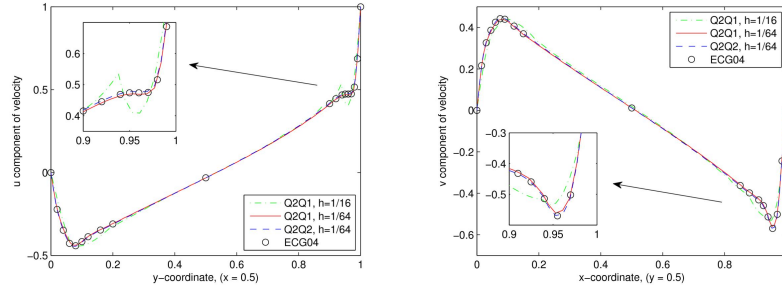 1
0.5
0
−0.5
0
0.2
0.4
0.6
0.8
1
u component of velocity
y-coordinate, (x = 0.5)
0.7
0.6
0.5
0.4
0.9
0.95
1
Q2Q1, h=1/16
Q2Q1, h=1/64
Q2Q2, h=1/64
ECG04
0.4
0.2
0
−0.2
−0.4
−0.6
0
0.2
0.4
0.6
0.8
v component of velocity
x-coordinate, (y = 0.5)
Q2Q1, h=1/16
Q2Q1, h=1/64
Q2Q2, h=1/64
ECG04
−0.3
−0.4
−0.5
0.9
0.95
1